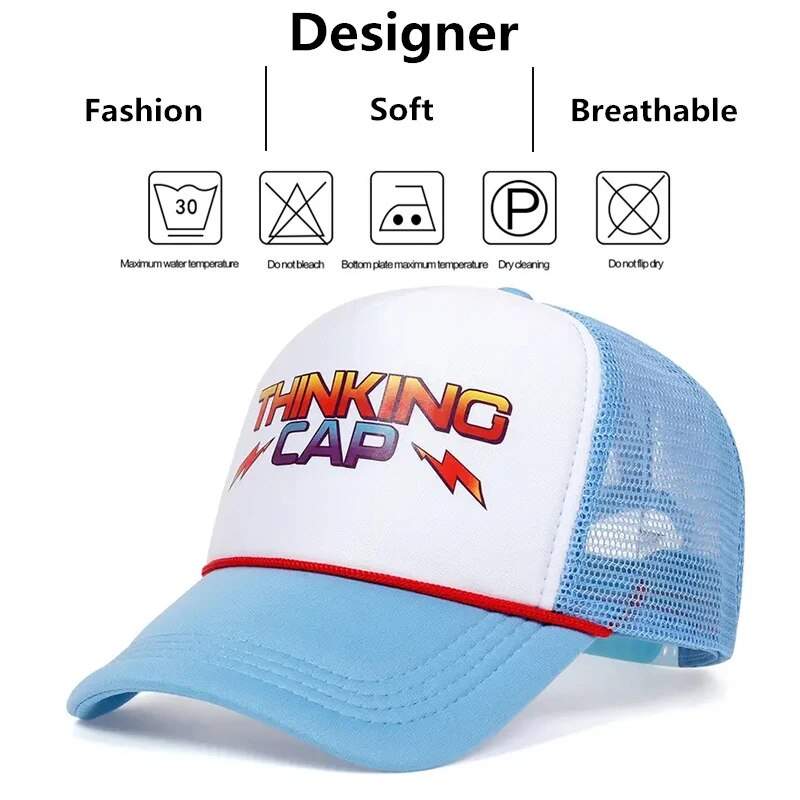 Designer
Fashion
Soft
Breathable
30
P
Maximum water temperature
Do not bleach
Bottom plate maximum temperature
Dry cleaning
Do not flip dry
THINKING
CAP